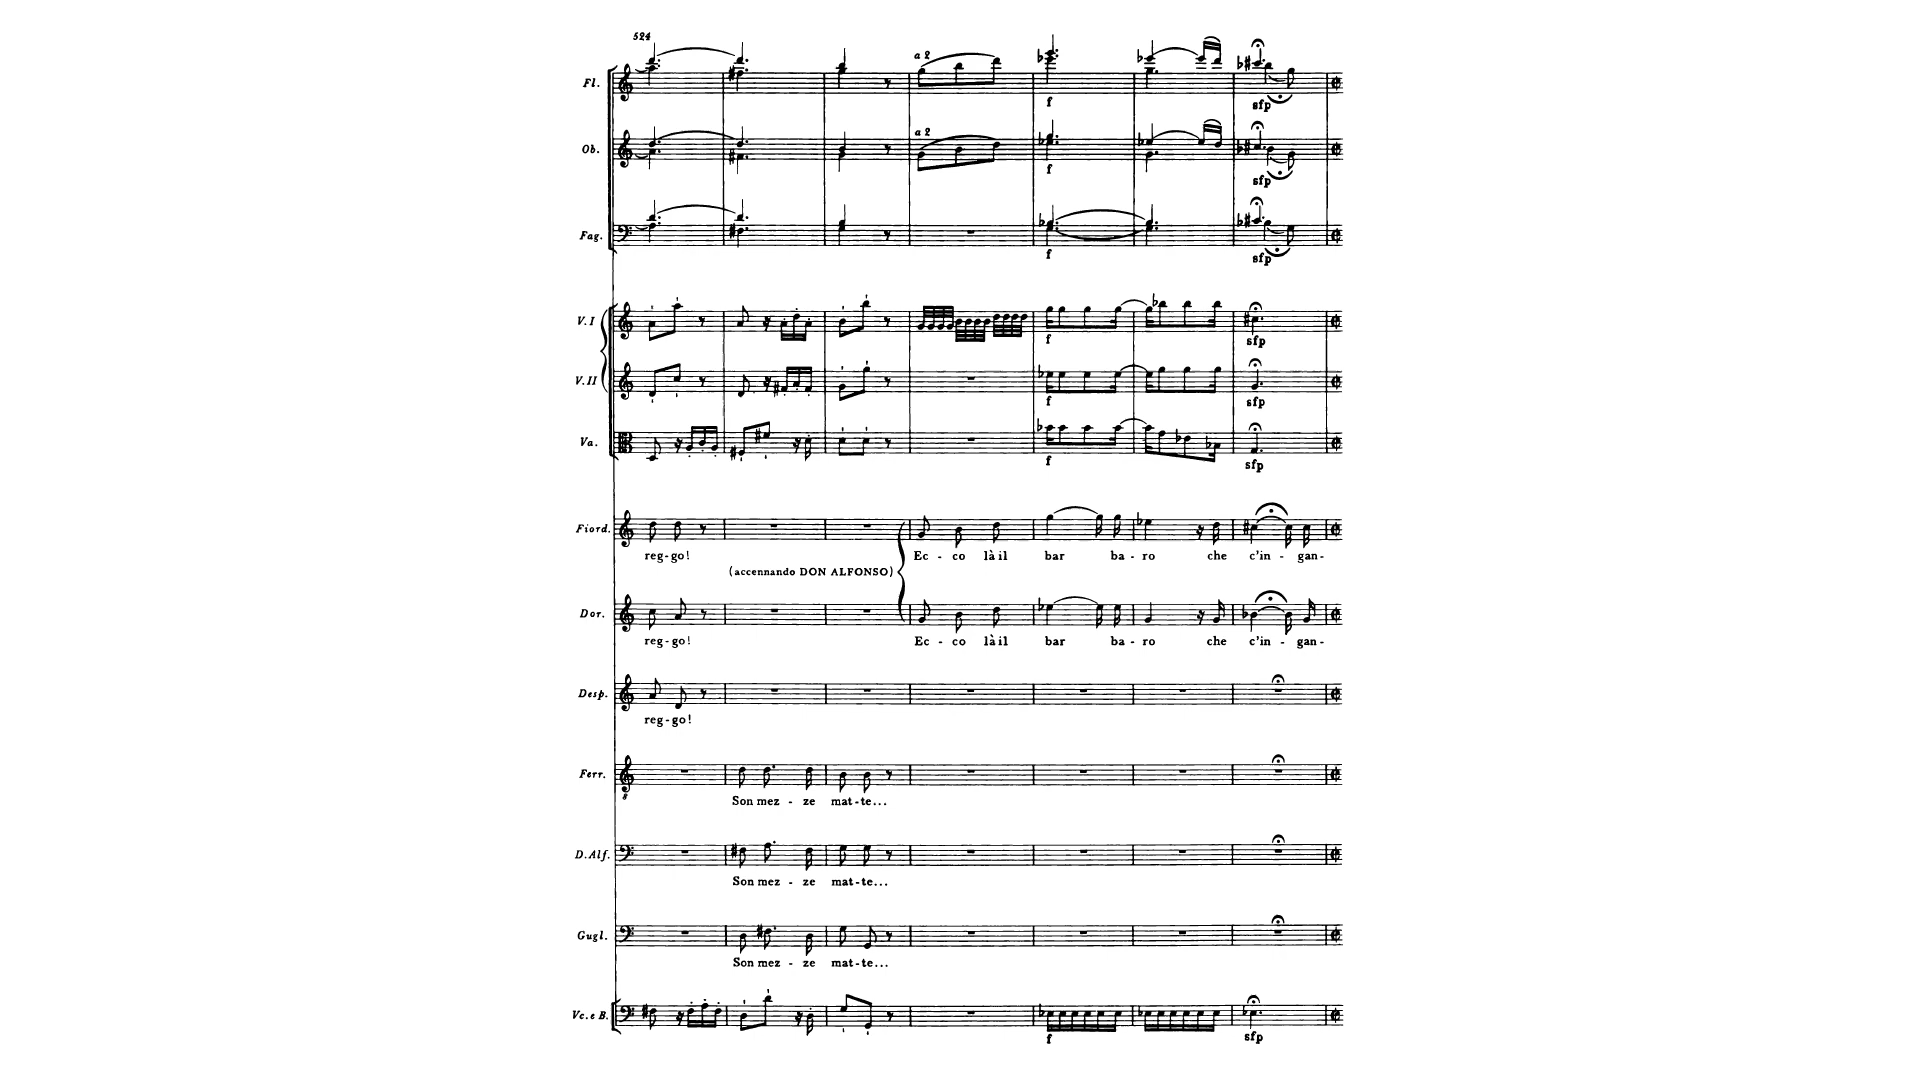 524
Fl.
a 2
f
sfp
Ob.
a 2
f
sfp
Fag.
f
sfp
V. I
f
sfp
V. II
f
sfp
Va.
f
sfp
Fiord.
reg-go! Ec - co là il bar ba - ro che c'in - gan-
(accennando DON ALFONSO)
Dor.
reg-go! Ec - co là il bar ba - ro che c'in - gan-
Desp.
reg-go!
Ferr.
8
Son mez - ze mat-te...
D. Alf.
Son mez - ze mat-te...
Gugl.
Son mez - ze mat-te...
Vc. e B.
f
sfp